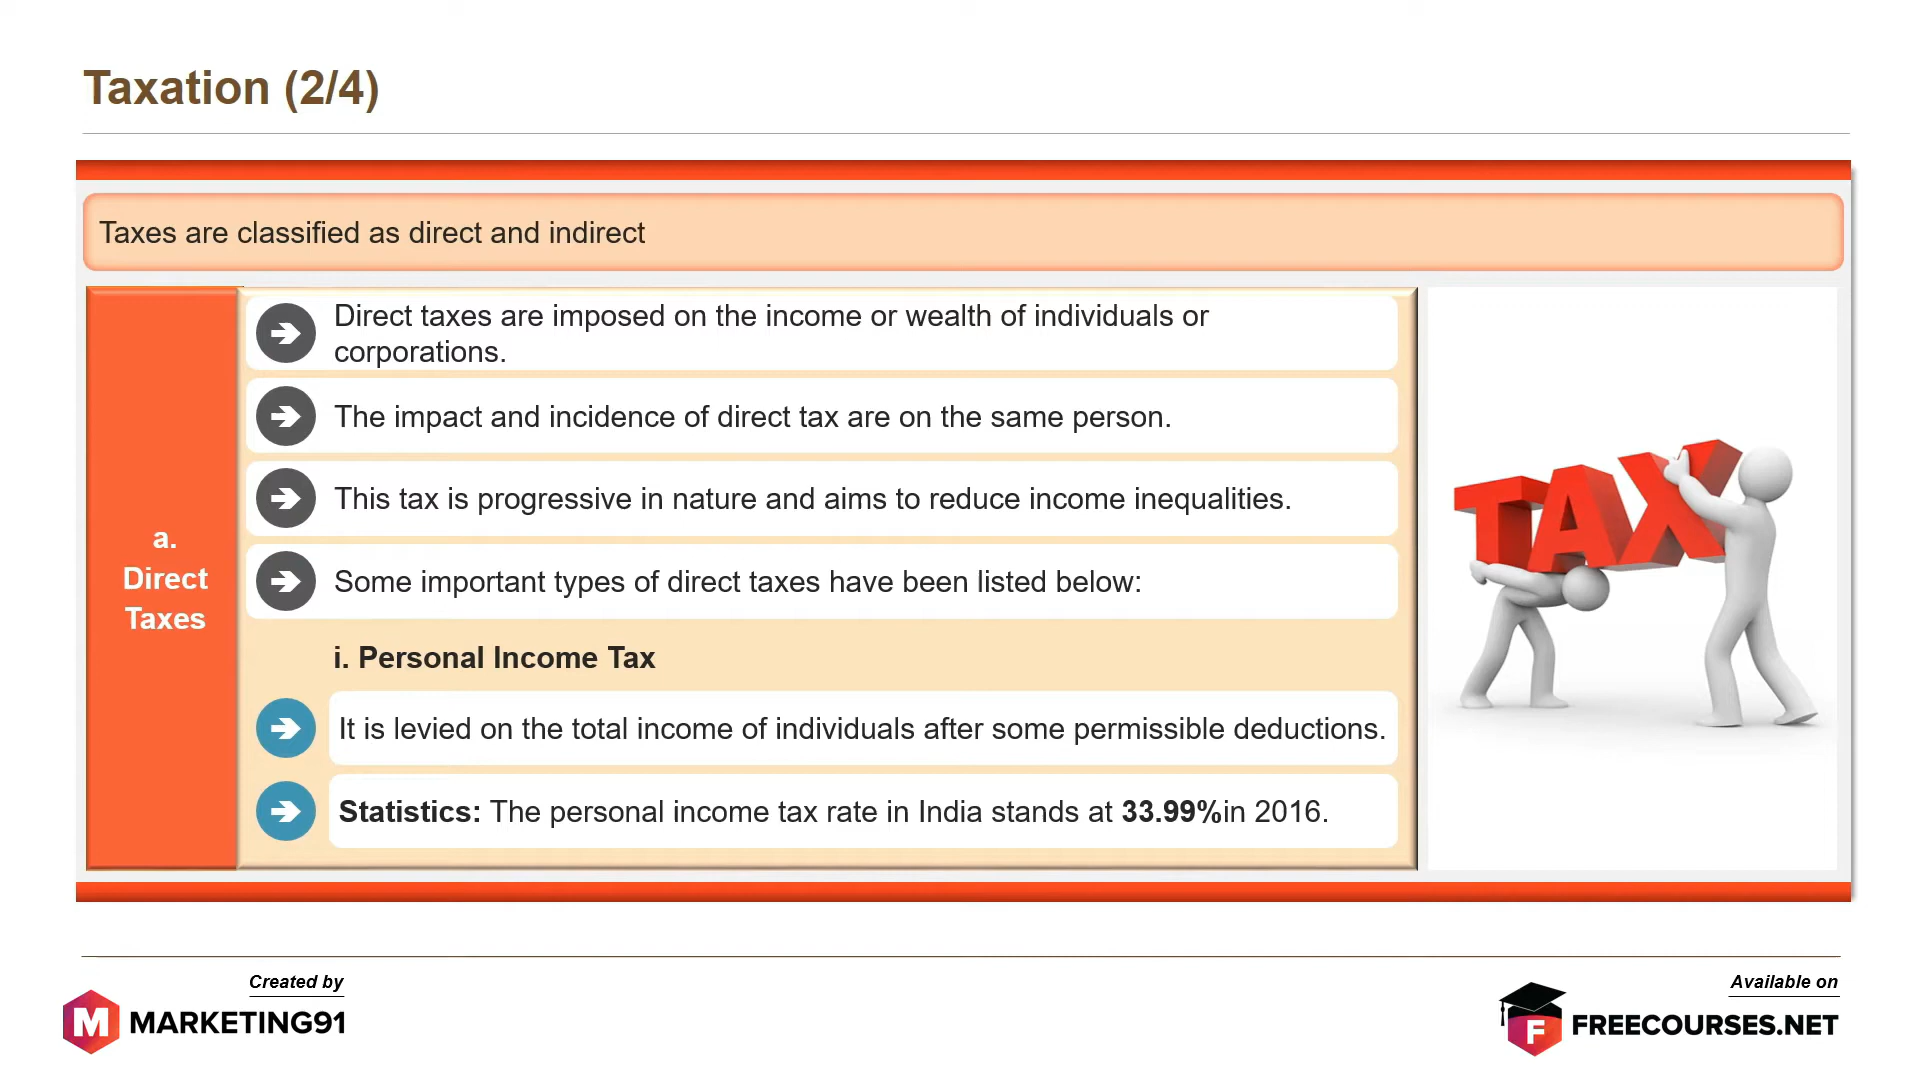 Taxation (2/4)
Taxes are classified as direct and indirect
a.
Direct
Taxes
Direct taxes are imposed on the income or wealth of individuals or
corporations.
The impact and incidence of direct tax are on the same person.
This tax is progressive in nature and aims to reduce income inequalities.
Some important types of direct taxes have been listed below:
i. Personal Income Tax
It is levied on the total income of individuals after some permissible deductions.
Statistics: The personal income tax rate in India stands at 33.99%in 2016.
TAX
Created by
M MARKETING91
Available on
F FREECOURSES.NET